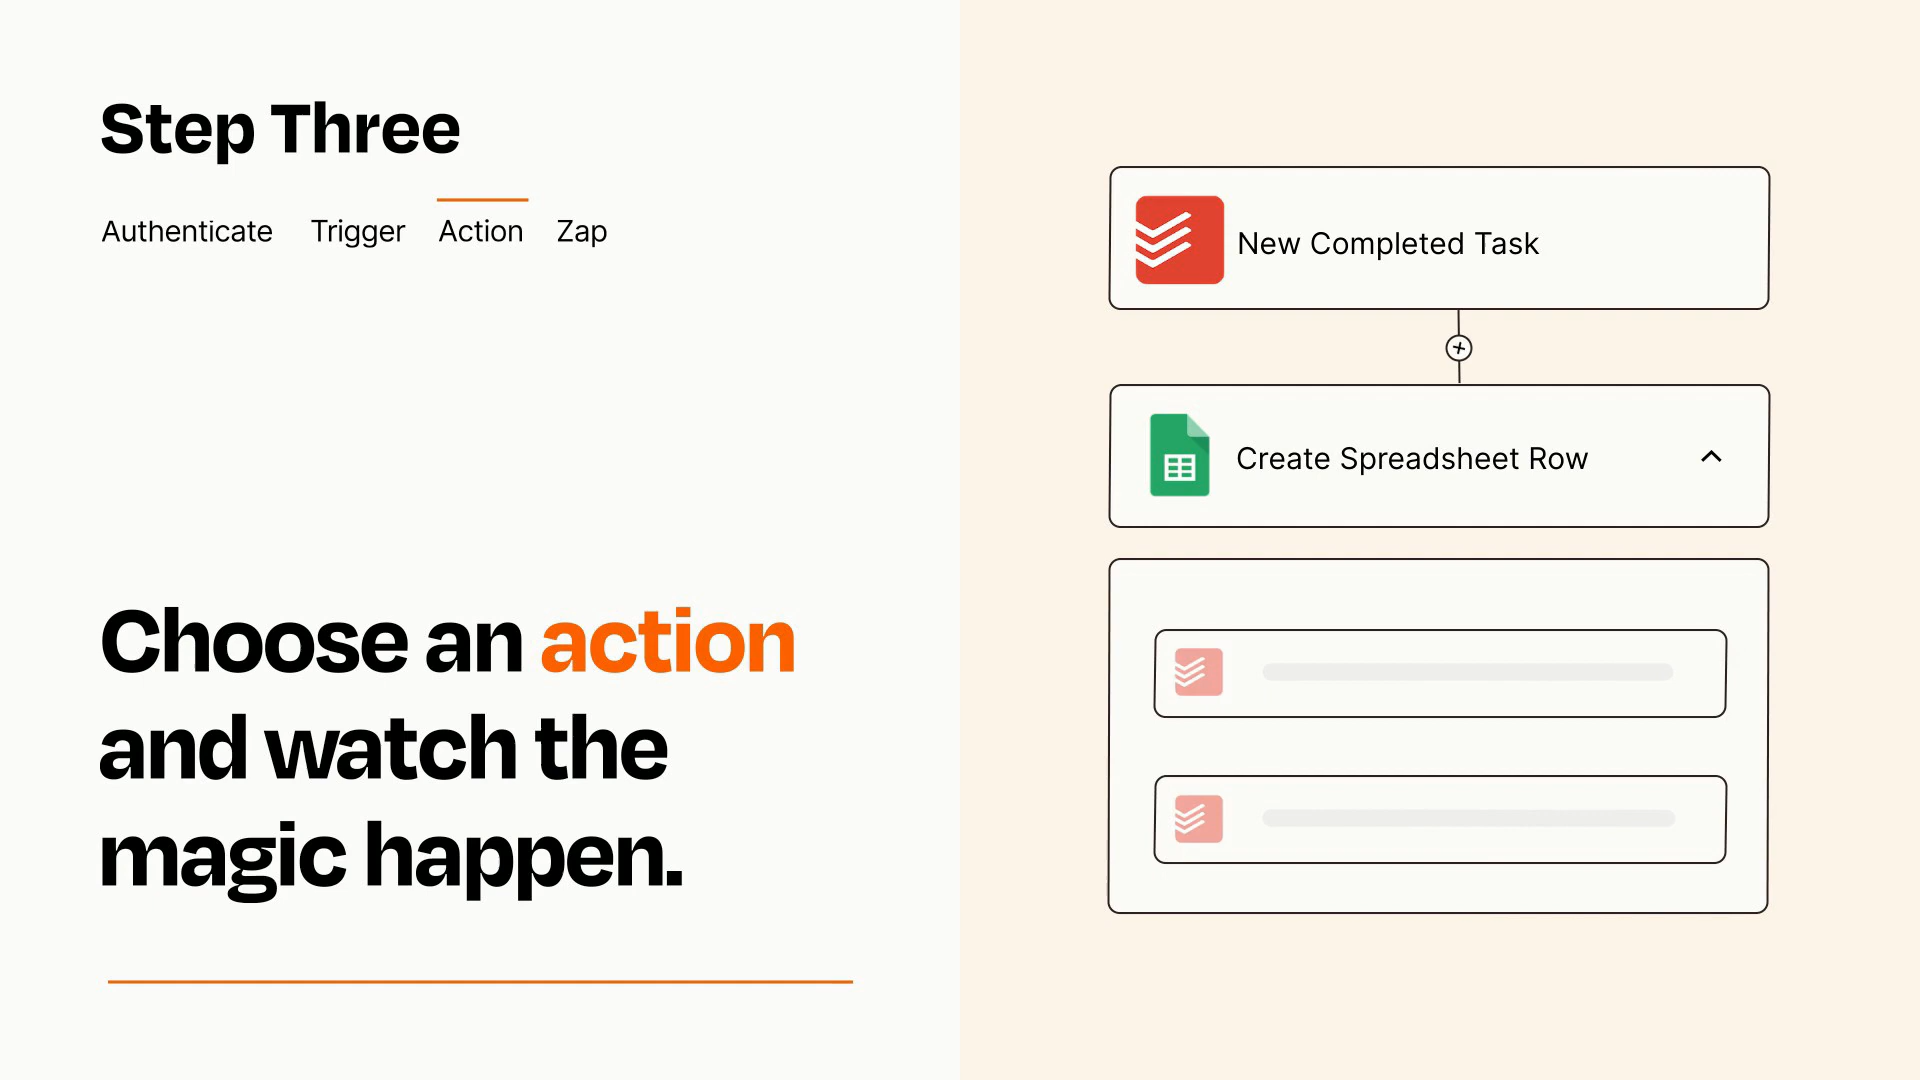 Step Three
Authenticate Trigger Action Zap
Choose an action
and watch the
magic happen.
New Completed Task
Create Spreadsheet Row